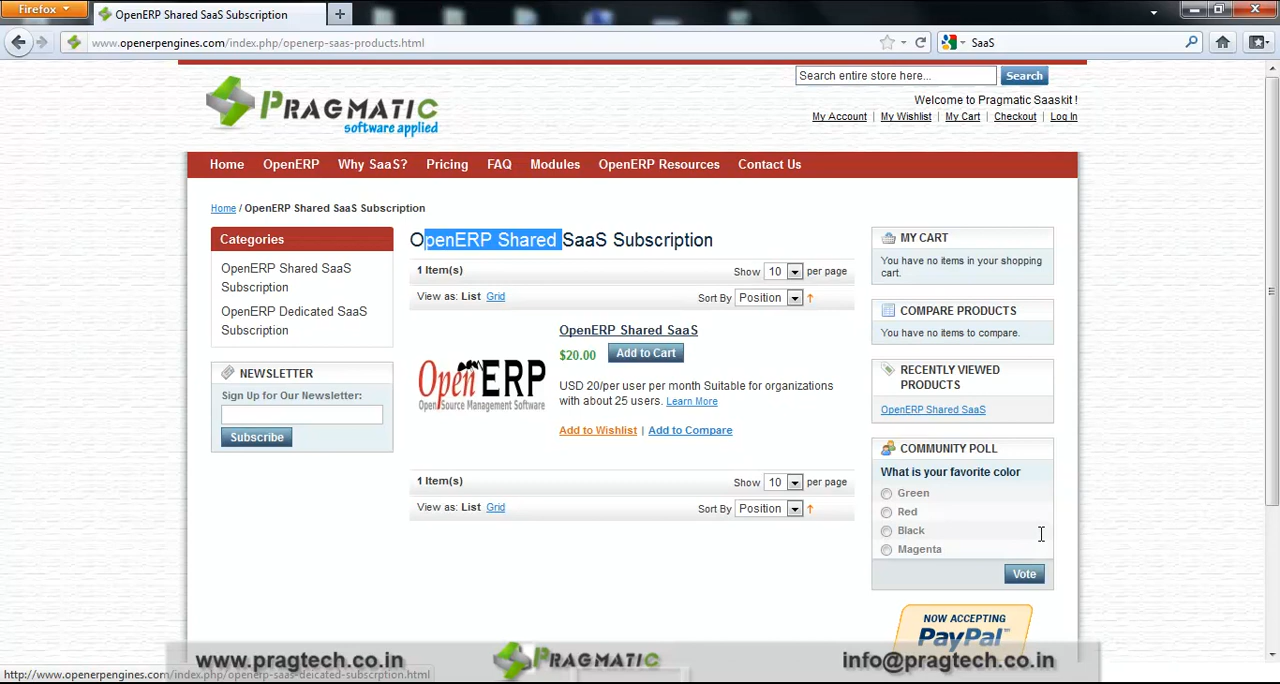 Firefox
OpenERP Shared SaaS Subscription
www.openerpengines.com/index.php/openerp-saas-products.html
SaaS
Search entire store here...
Search
PRAGMATIC
software applied
Welcome to Pragmatic Saaskit !
My Account | My Wishlist | My Cart | Checkout | Log In
Home OpenERP Why SaaS? Pricing FAQ Modules OpenERP Resources Contact Us
Home / OpenERP Shared SaaS Subscription
Categories
OpenERP Shared SaaS
Subscription
OpenERP Dedicated SaaS
Subscription
NEWSLETTER
Sign Up for Our Newsletter:
Subscribe
OpenERP Shared SaaS Subscription
1 Item(s)
Show 10 per page
View as: List Grid
Sort By Position
OpenERP
Open Source Management Software
OpenERP Shared SaaS
$20.00
Add to Cart
USD 20/per user per month Suitable for organizations
with about 25 users. Learn More
Add to Wishlist | Add to Compare
1 Item(s)
Show 10 per page
View as: List Grid
Sort By Position
MY CART
You have no items in your shopping
cart.
COMPARE PRODUCTS
You have no items to compare.
RECENTLY VIEWED
PRODUCTS
OpenERP Shared SaaS
COMMUNITY POLL
What is your favorite color
Green
Red
Black
Magenta
Vote
NOW ACCEPTING
PayPal
www.pragtech.co.in
PRAGMATIC
info@pragtech.co.in
http://www.openerpengines.com/index.php/openerp-saas-deicated-subscrption.html